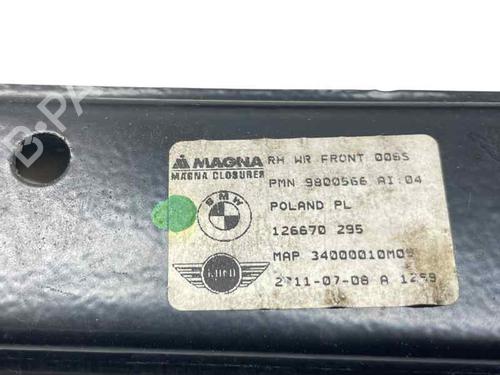 MAGNA RH WR FRONT 006S
MAGNA CLOSURES PMN 9800566 AI:04
BMW POLAND PL
126670 295
MINI MAP 34000010M09
2011-07-08 A 1259
B-PA